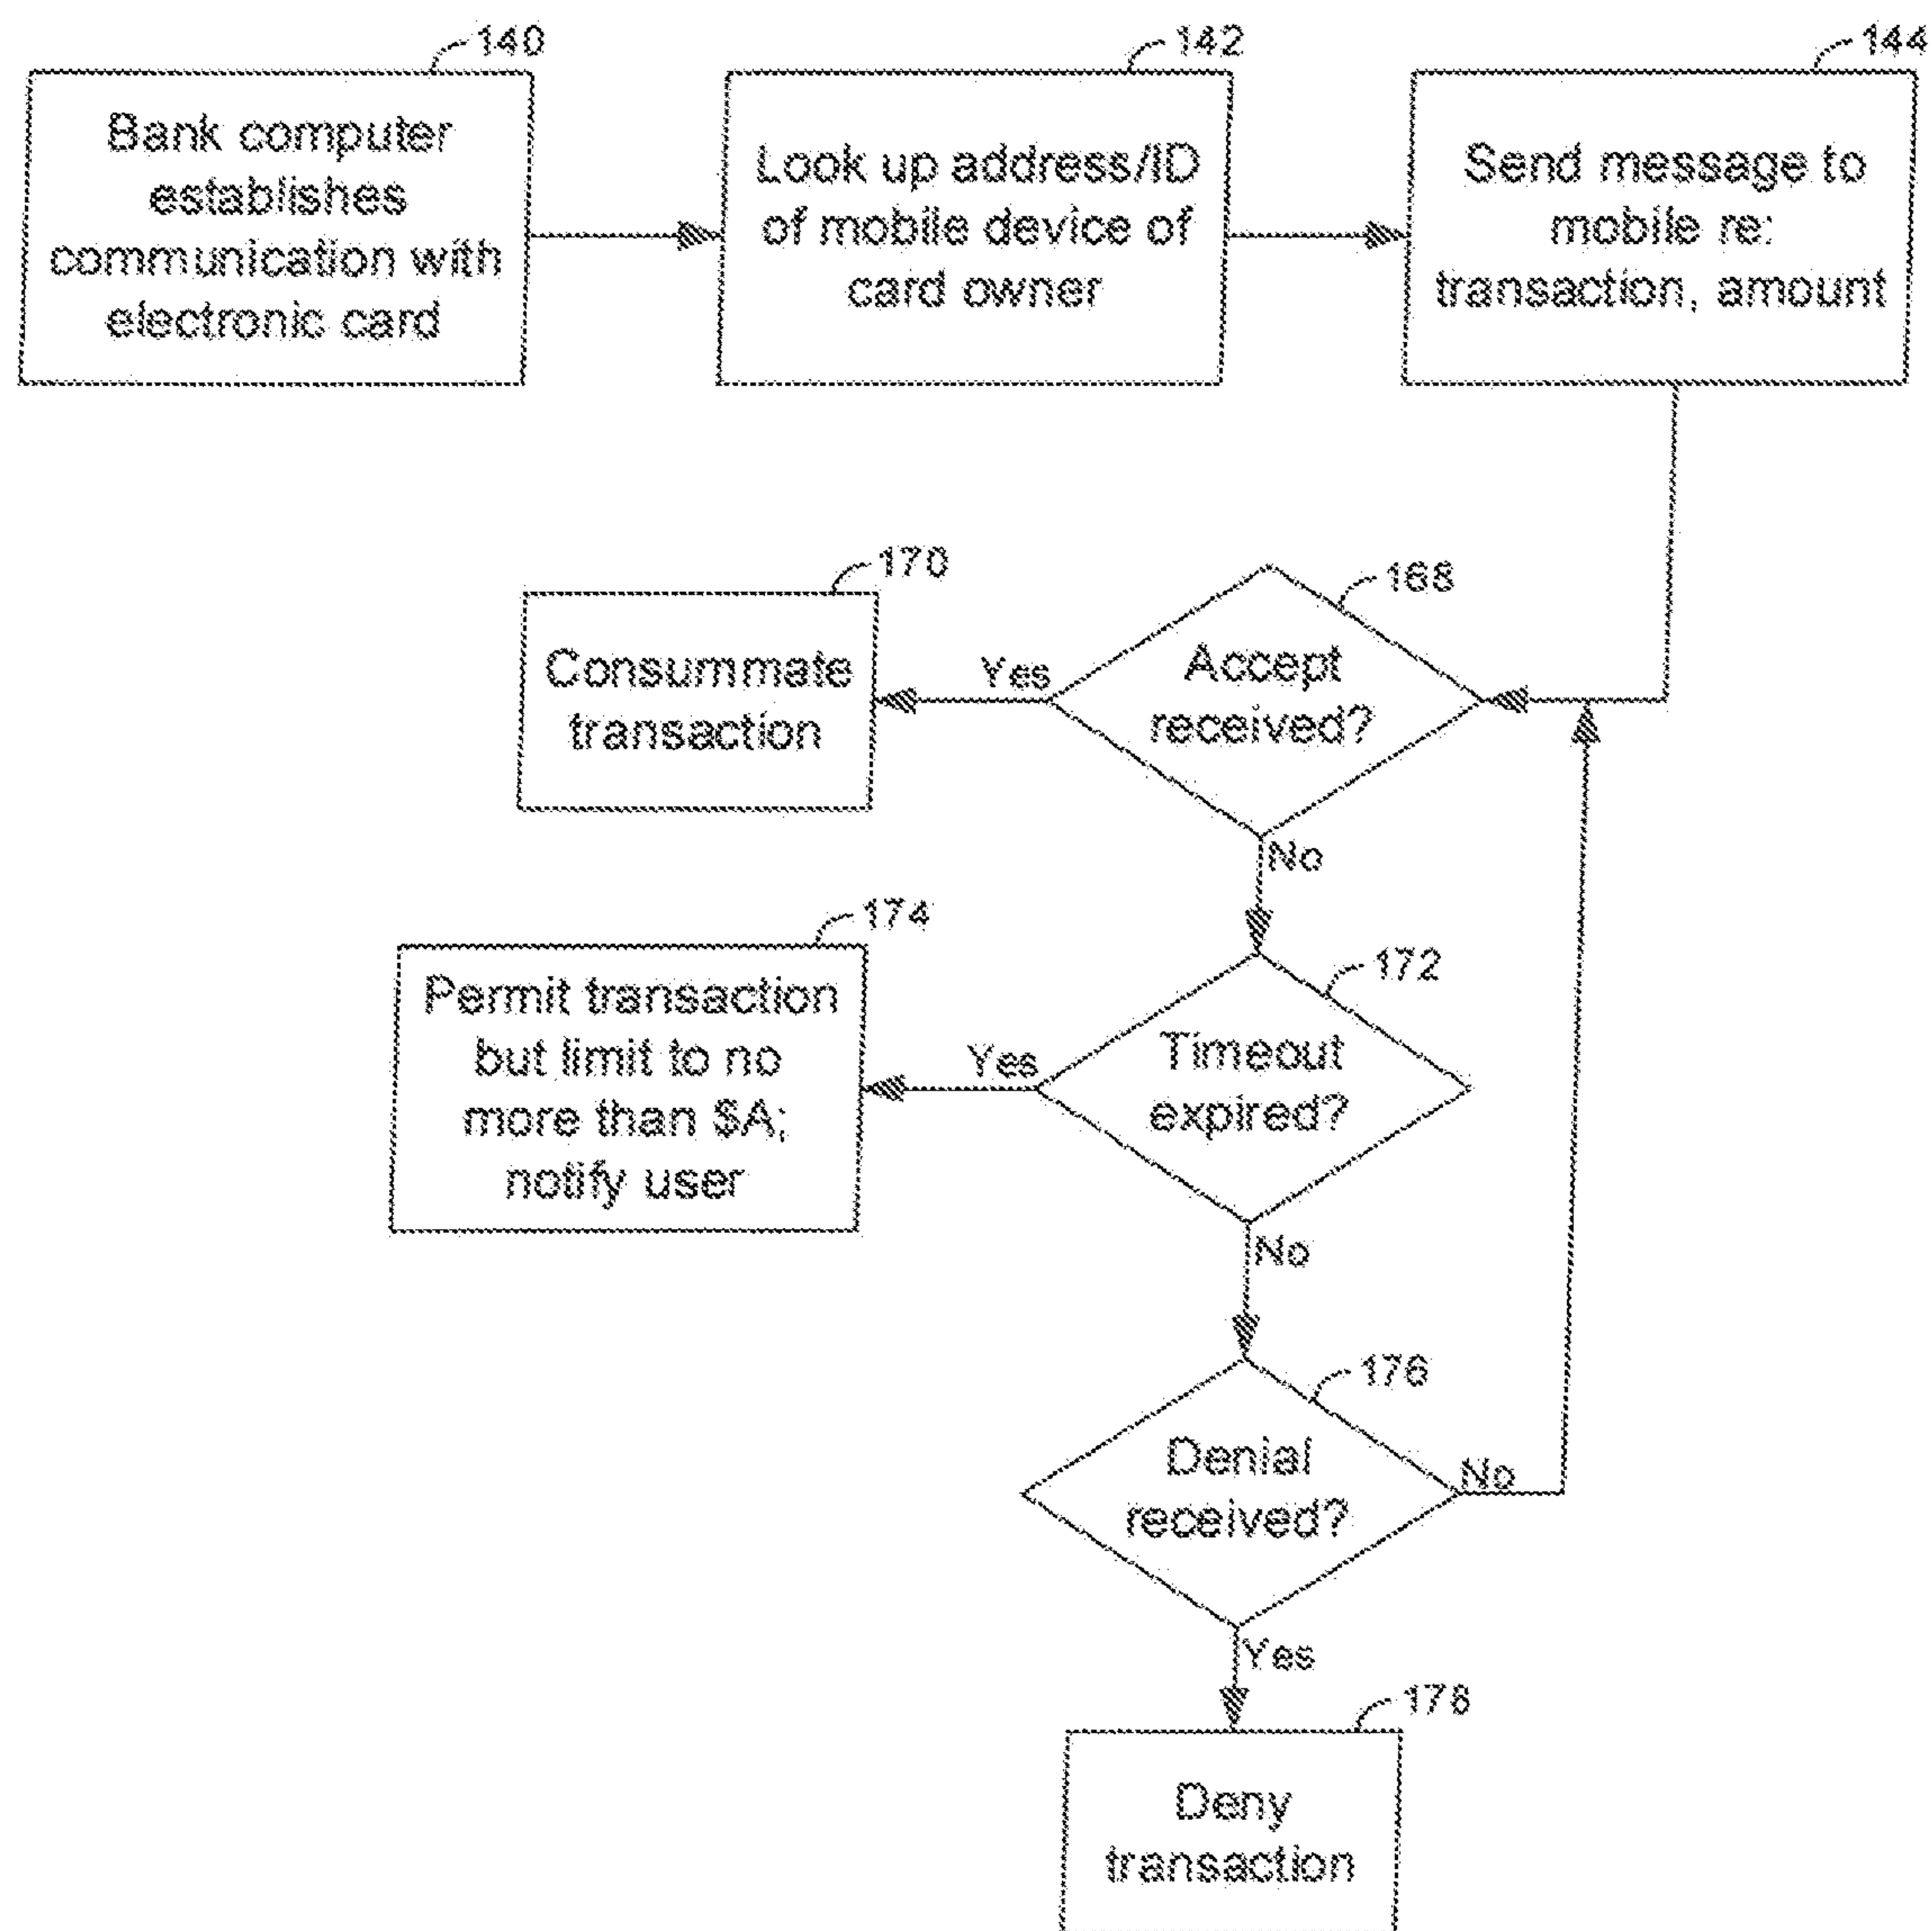 140
Bank computer
establishes
communication with
electronic card
142
Look up address/ID
of mobile device of
card owner
144
Send message to
mobile re:
transaction, amount
170
Consummate
transaction
Yes
168
Accept
received?
No
174
Permit transaction
but limit to no
more than $A;
notify user
Yes
172
Timeout
expired?
No
176
Denial
received?
No
Yes
178
Deny
transaction